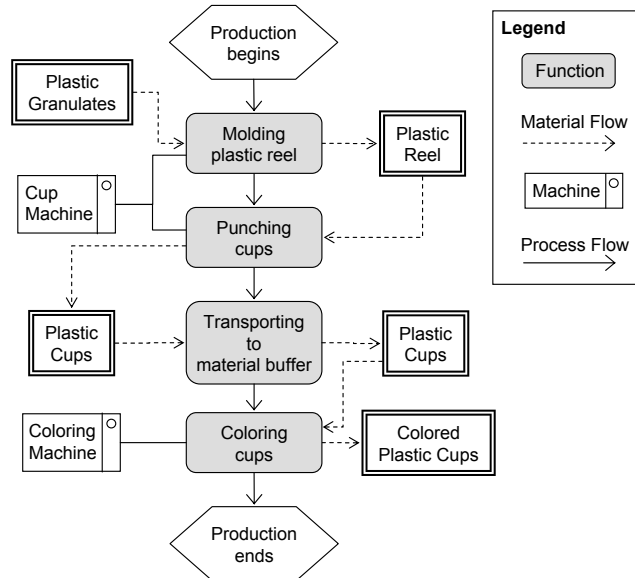 Production
begins
Legend
Function
Material Flow
Machine
Process Flow
Plastic
Granulates
Molding
plastic reel
Plastic
Reel
Cup
Machine
Punching
cups
Plastic
Cups
Transporting
to
material buffer
Plastic
Cups
Coloring
Machine
Coloring
cups
Colored
Plastic Cups
Production
ends